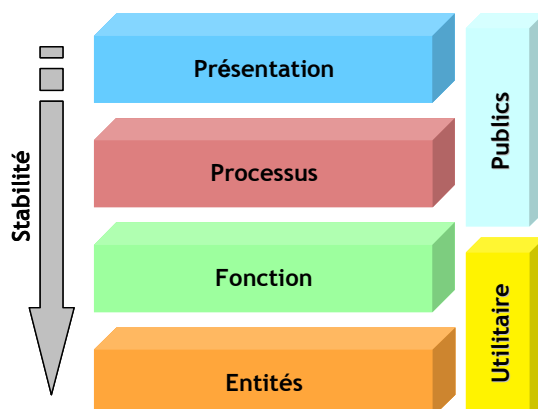 Présentation
Processus
Fonction
Entités
Stabilité
Publics
Utilitaire